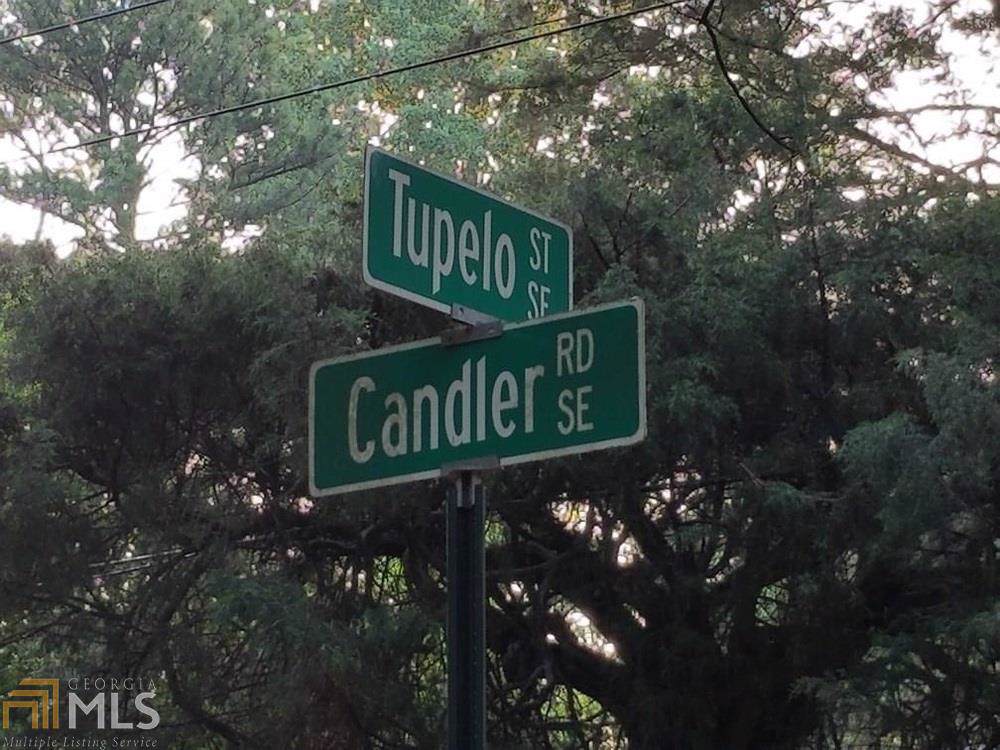 Tupelo ST SE
Candler RD SE
GEORGIA
MLS
Multiple Listing Service